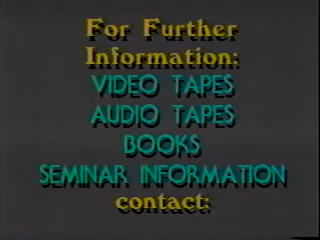 For Further
Information:
VIDEO TAPES
AUDIO TAPES
BOOKS
SEMINAR INFORMATION
contact: